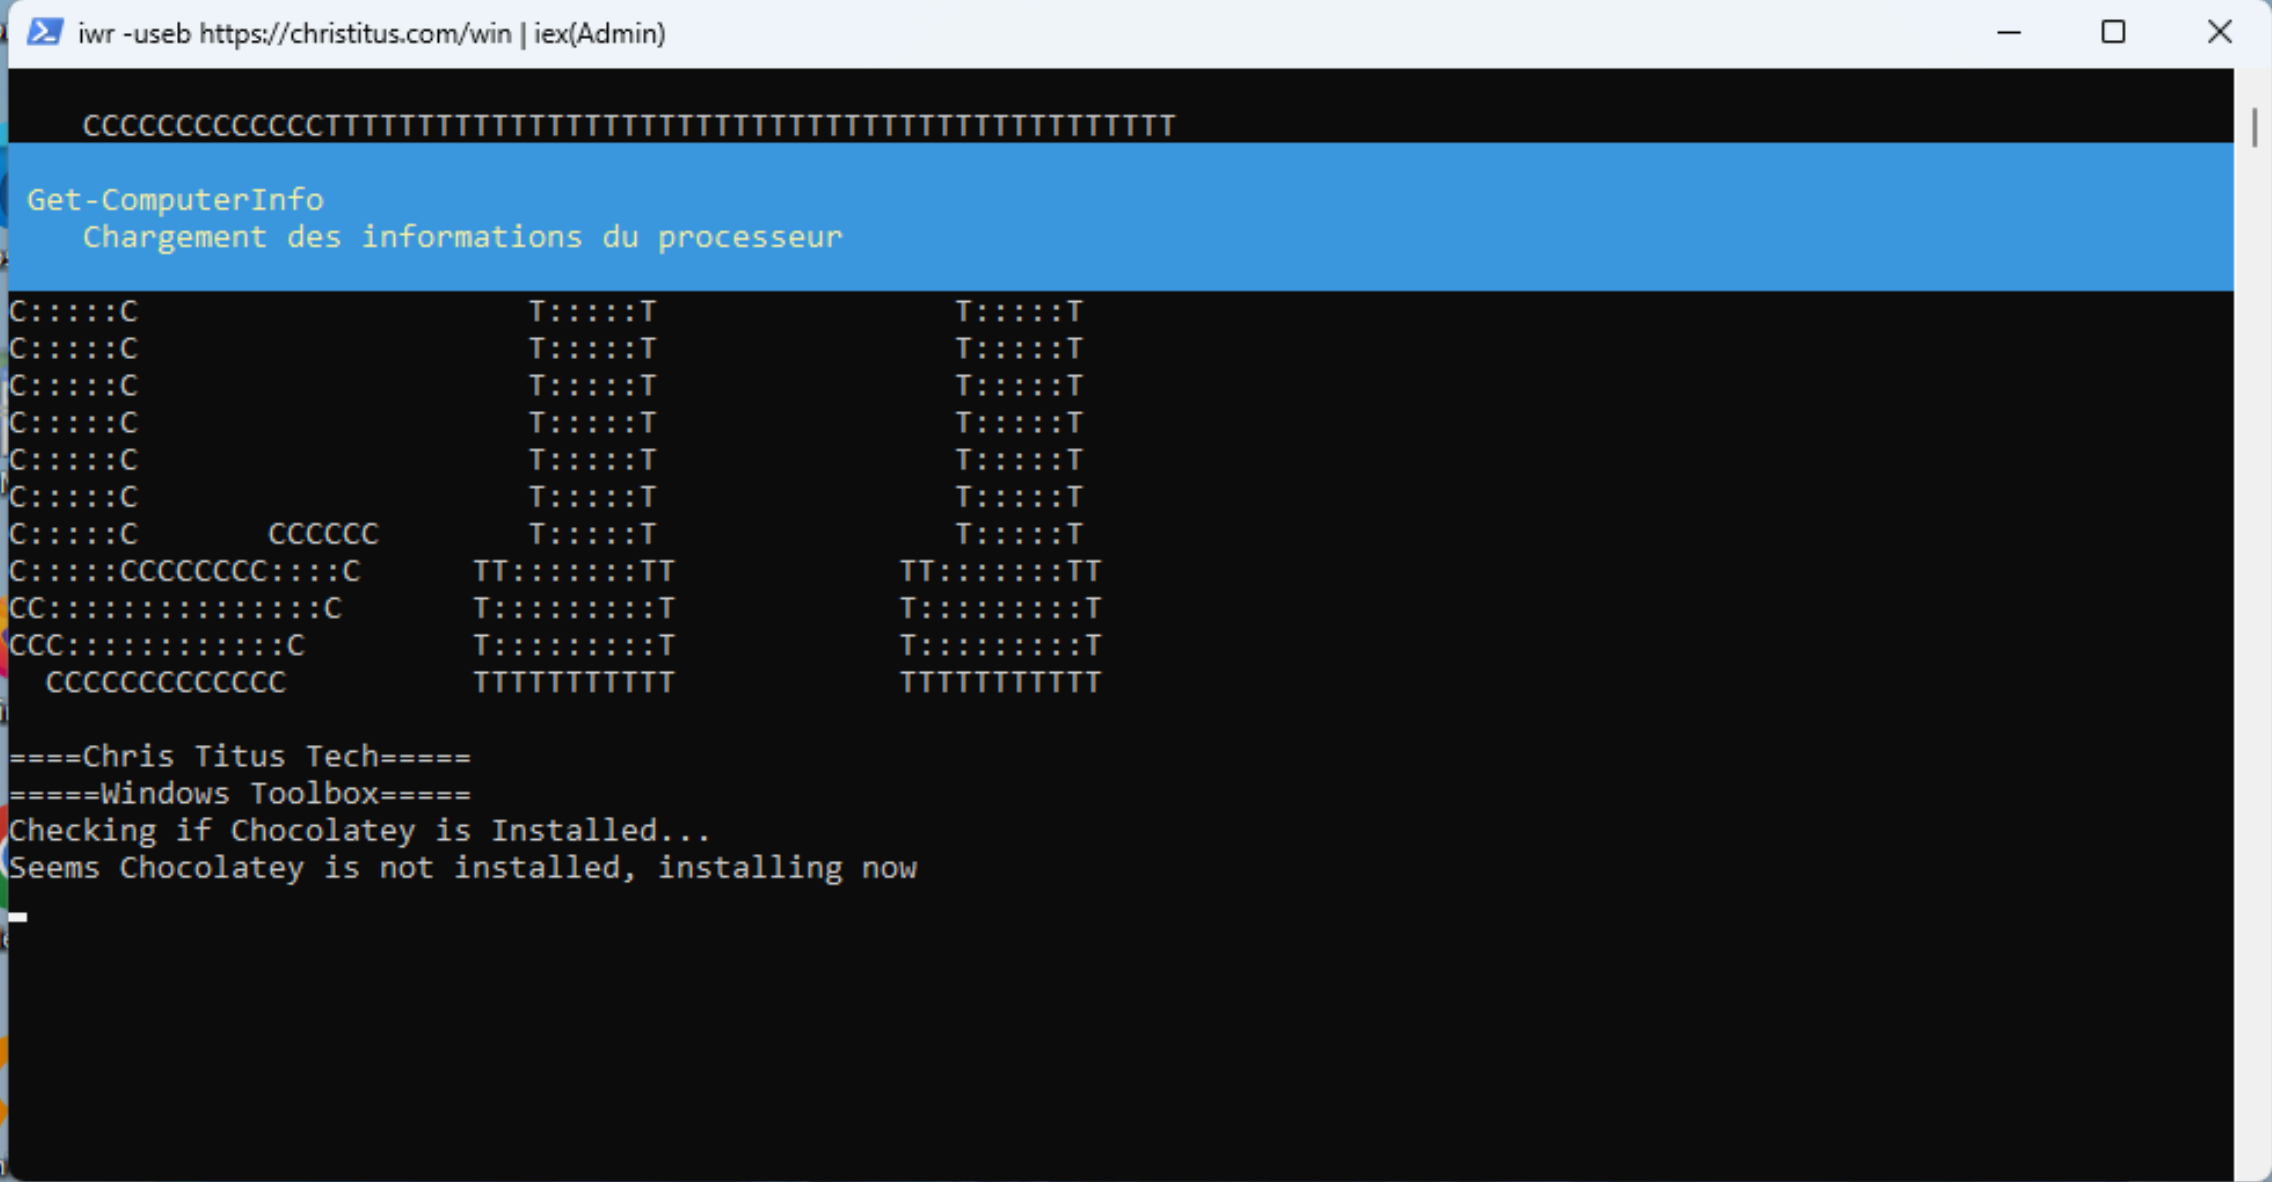 iwr -useb https://christitus.com/win | iex(Admin)
    CCCCCCCCCCCCCTTTTTTTTTTTTTTTTTTTTTTTTTTTTTTTTTTTTTTTTTTTTTT
Get-ComputerInfo
    Chargement des informations du processeur
C:::::C                     T:::::T                T:::::T
C:::::C                     T:::::T                T:::::T
C:::::C                     T:::::T                T:::::T
C:::::C                     T:::::T                T:::::T
C:::::C                     T:::::T                T:::::T
C:::::C                     T:::::T                T:::::T
C:::::C       CCCCCC        T:::::T                T:::::T
C:::::CCCCCCCC::::C      TT:::::::TT            TT:::::::TT
CC:::::::::::::::C       T:::::::::T            T:::::::::T
CCC::::::::::::C         T:::::::::T            T:::::::::T
  CCCCCCCCCCCCC          TTTTTTTTTTT            TTTTTTTTTTT
====Chris Titus Tech=====
=====Windows Toolbox=====
Checking if Chocolatey is Installed...
Seems Chocolatey is not installed, installing now